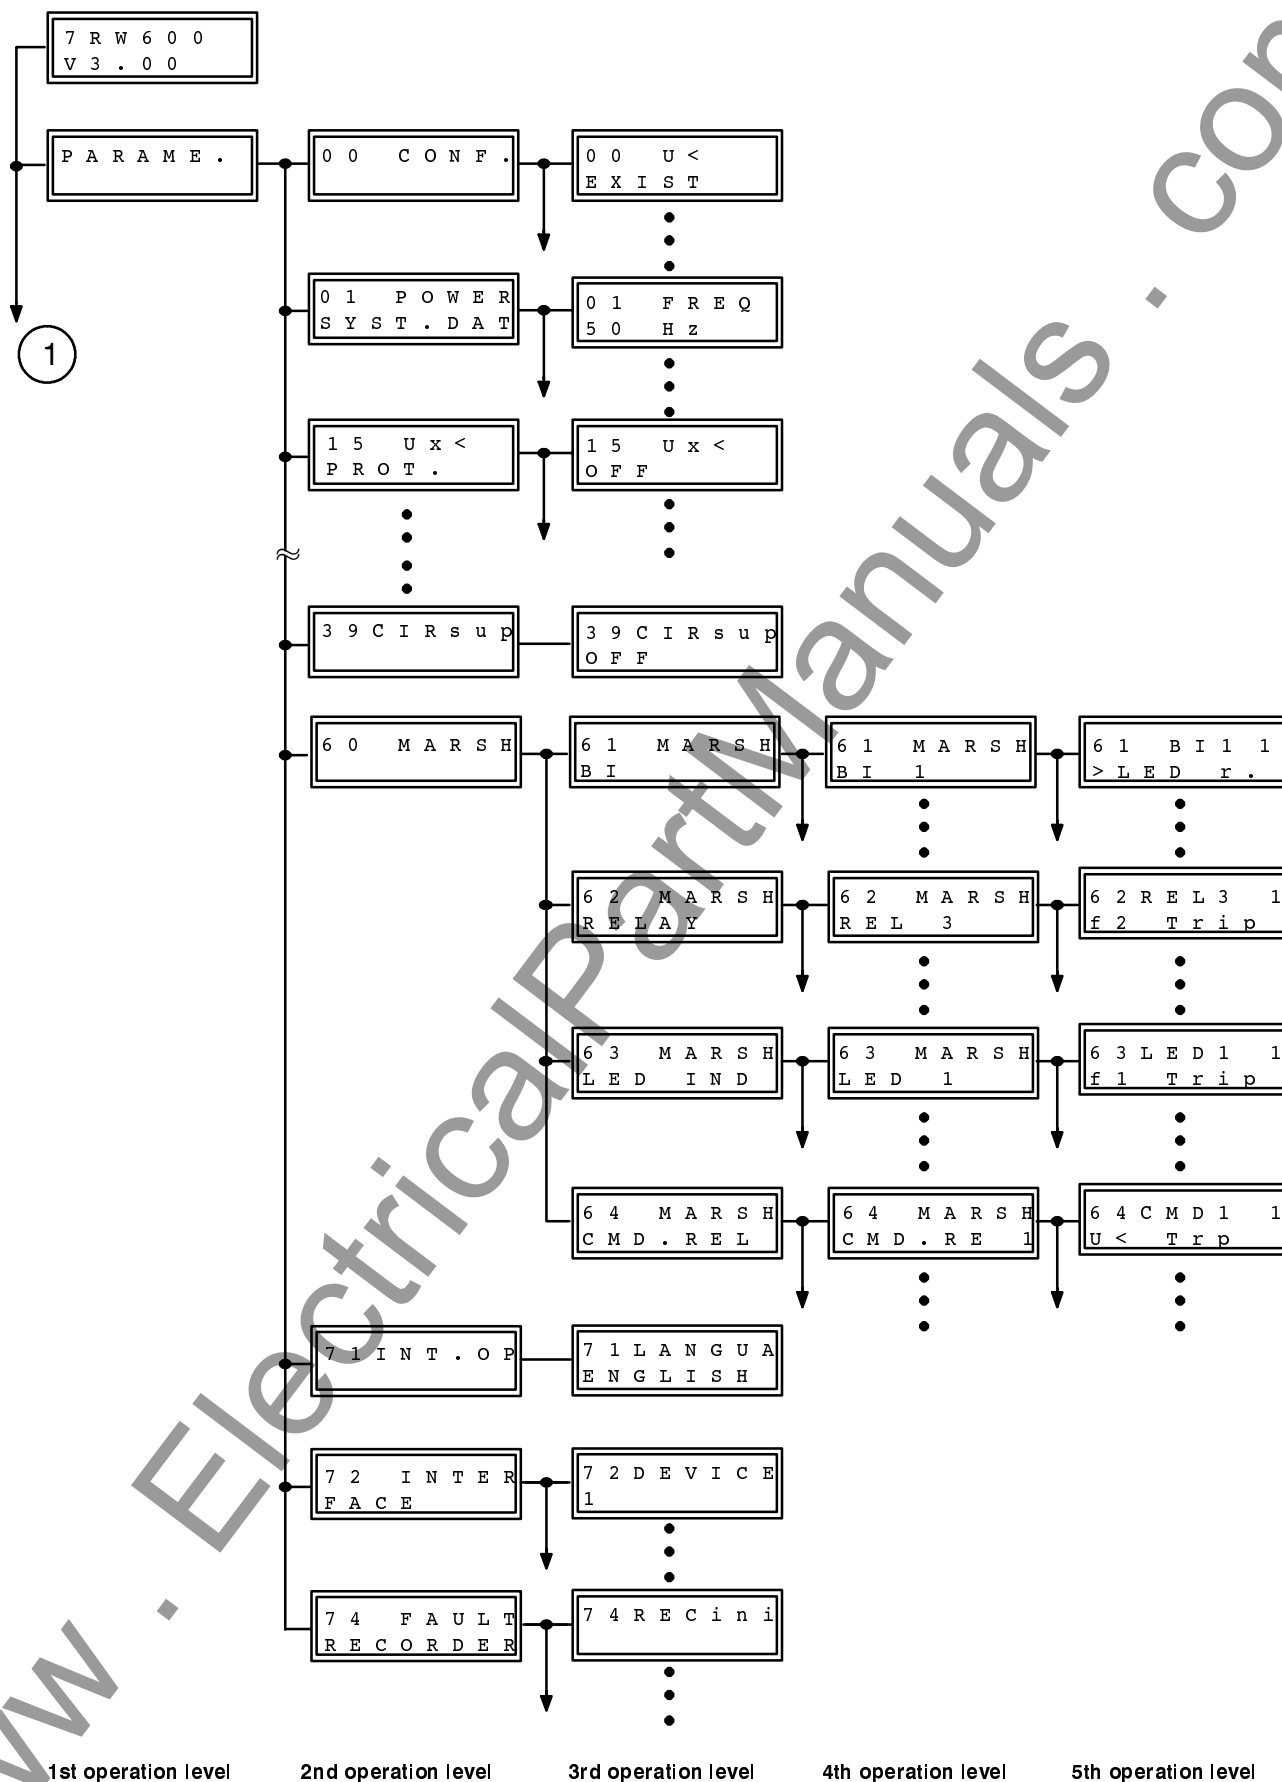 7RW600
V3.00
PARAME.
00 CONF.
00 U<
EXIST
01 POWER
SYST.DAT
01 FREQ
50 Hz
1
15 Ux<
PROT.
15 Ux<
OFF
39CIRsup
39CIRsup
OFF
60 MARSH
61 MARSH
BI
61 MARSH
BI 1
61 BI1 1
>LED r.
62 MARSH
RELAY
62 MARSH
REL 3
62REL3 1
f2 Trip
63 MARSH
LED IND
63 MARSH
LED 1
63LED1 1
f1 Trip
64 MARSH
CMD.REL
64 MARSH
CMD.RE 1
64CMD1 1
U< Trp
71INT.OP
71LANGUA
ENGLISH
72 INTER
FACE
72DEVICE
1
74 FAULT
RECORDER
74RECini
1st operation level 2nd operation level 3rd operation level 4th operation level 5th operation level
w . ElectricalPartManuals . com